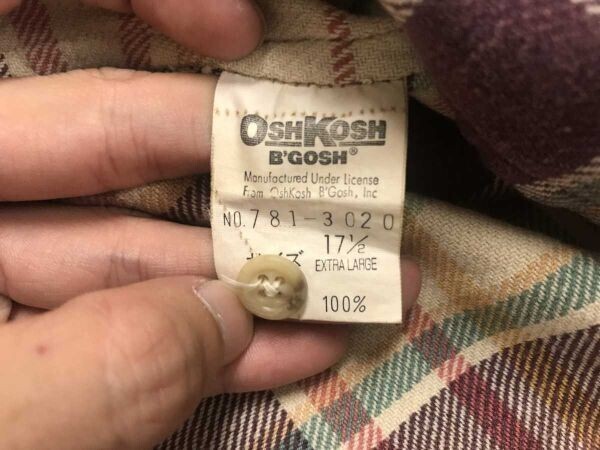 OSHKOSH
B'GOSH®
Manufactured Under License
From OshKosh B'Gosh, Inc
NO.781-3020
サイズ 17½
EXTRA LARGE
100%